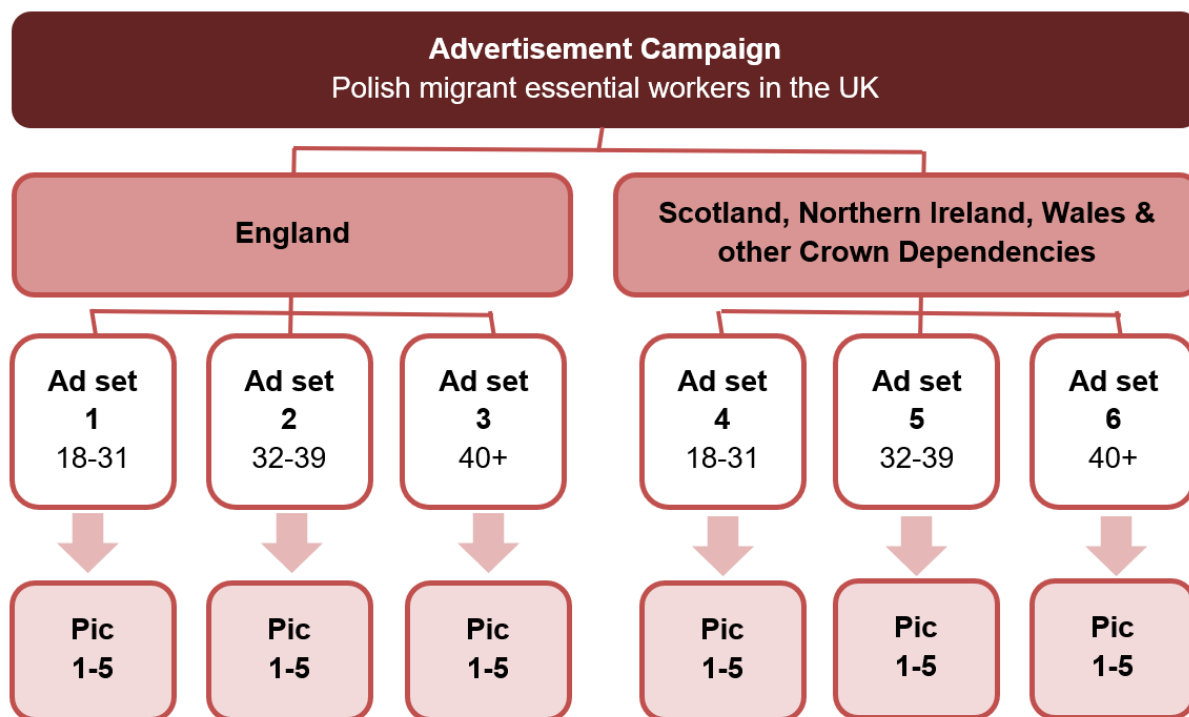 Advertisement Campaign
Polish migrant essential workers in the UK
England
Scotland, Northern Ireland, Wales &
other Crown Dependencies
Ad set
1
18-31
Ad set
2
32-39
Ad set
3
40+
Ad set
4
18-31
Ad set
5
32-39
Ad set
6
40+
Pic
1-5
Pic
1-5
Pic
1-5
Pic
1-5
Pic
1-5
Pic
1-5